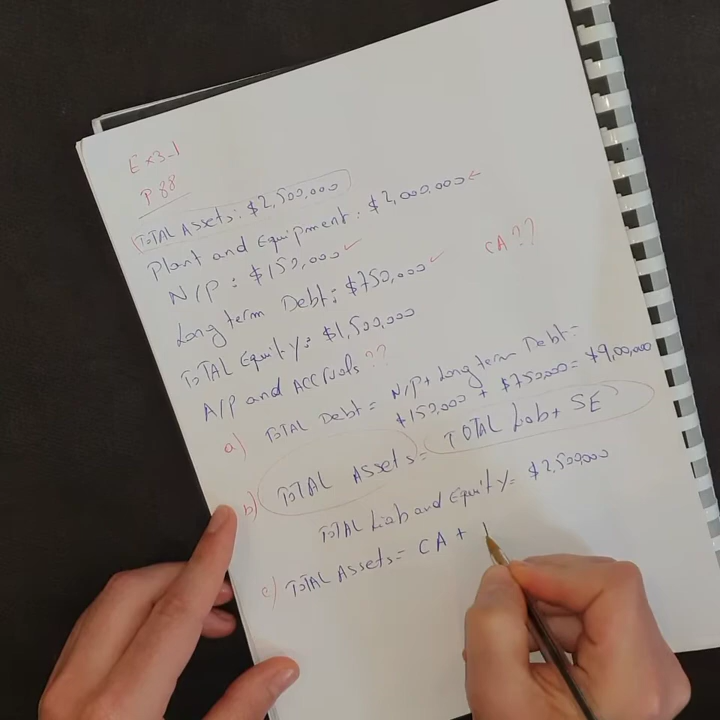 Ex3-1
P88
TOTAL Assets: $2,500,000
Plant and Equipment: $2,000,000
N/P: $150,000
CA??
Long term Debt: $750,000
TOTAL Equity: $1,500,000
A/P and Accruals??
a) TOTAL Debt = N/P + Long term Debt =
$150,000 + $750,000 = $9,00,000
b) TOTAL Assets = TOTAL Liab + SE
TOTAL Liab and Equity = $2,500,000
c) TOTAL Assets = CA +